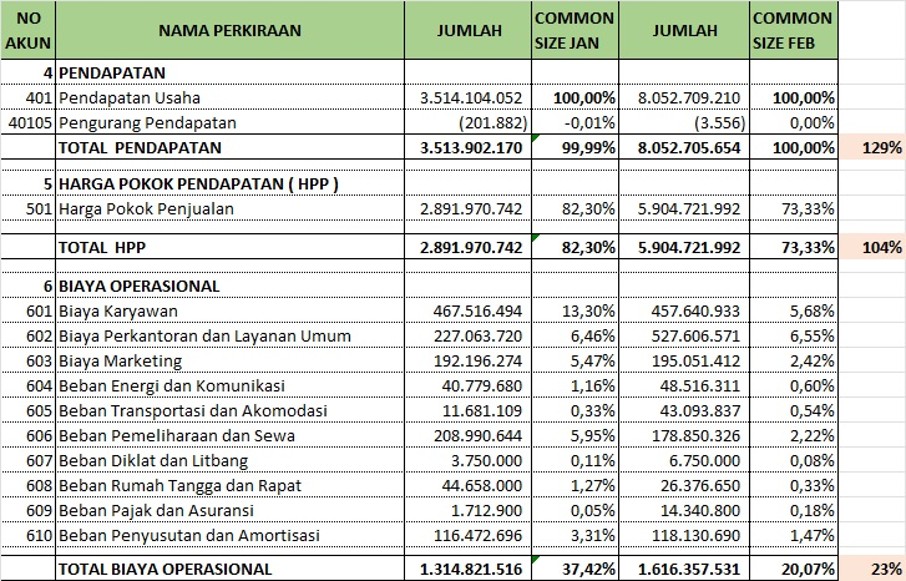 NO AKUN NAMA PERKIRAAN JUMLAH COMMON SIZE JAN JUMLAH COMMON SIZE FEB
4 PENDAPATAN
401 Pendapatan Usaha 3.514.104.052 100,00% 8.052.709.210 100,00%
40105 Pengurang Pendapatan (201.882) -0,01% (3.556) 0,00%
TOTAL PENDAPATAN 3.513.902.170 99,99% 8.052.705.654 100,00% 129%
5 HARGA POKOK PENDAPATAN ( HPP )
501 Harga Pokok Penjualan 2.891.970.742 82,30% 5.904.721.992 73,33%
TOTAL HPP 2.891.970.742 82,30% 5.904.721.992 73,33% 104%
6 BIAYA OPERASIONAL
601 Biaya Karyawan 467.516.494 13,30% 457.640.933 5,68%
602 Biaya Perkantoran dan Layanan Umum 227.063.720 6,46% 527.606.571 6,55%
603 Biaya Marketing 192.196.274 5,47% 195.051.412 2,42%
604 Beban Energi dan Komunikasi 40.779.680 1,16% 48.516.311 0,60%
605 Beban Transportasi dan Akomodasi 11.681.109 0,33% 43.093.837 0,54%
606 Beban Pemeliharaan dan Sewa 208.990.644 5,95% 178.850.326 2,22%
607 Beban Diklat dan Litbang 3.750.000 0,11% 6.750.000 0,08%
608 Beban Rumah Tangga dan Rapat 44.658.000 1,27% 26.376.650 0,33%
609 Beban Pajak dan Asuransi 1.712.900 0,05% 14.340.800 0,18%
610 Beban Penyusutan dan Amortisasi 116.472.696 3,31% 118.130.690 1,47%
TOTAL BIAYA OPERASIONAL 1.314.821.516 37,42% 1.616.357.531 20,07% 23%